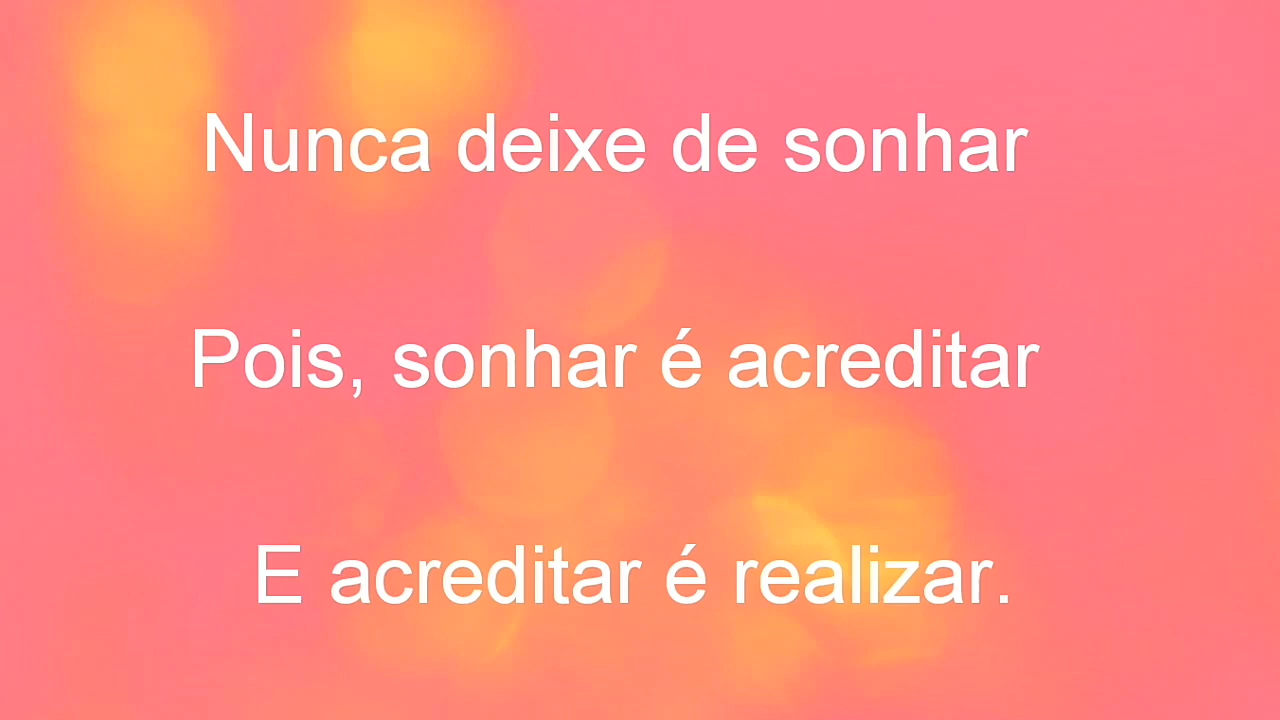 Nunca deixe de sonhar
Pois, sonhar é acreditar
E acreditar é realizar.